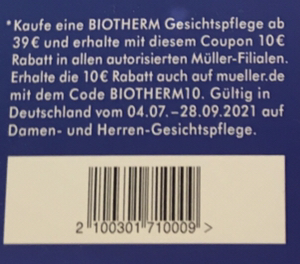 *Kaufe eine BIOTHERM Gesichtspflege ab
39€ und erhalte mit diesem Coupon 10€
Rabatt in allen autorisierten Müller-Filialen.
Erhalte die 10€ Rabatt auch auf mueller.de
mit dem Code BIOTHERM10. Gültig in
Deutschland vom 04.07.–28.09.2021 auf
Damen- und Herren-Gesichtspflege.
2 100301 710009 >